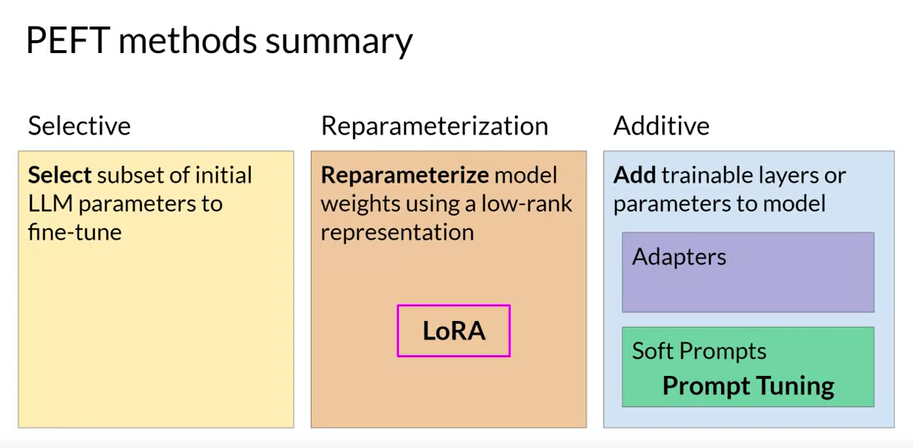 PEFT methods summary
Selective
Select subset of initial
LLM parameters to
fine-tune
Reparameterization
Reparameterize model
weights using a low-rank
representation
LoRA
Additive
Add trainable layers or
parameters to model
Adapters
Soft Prompts
Prompt Tuning